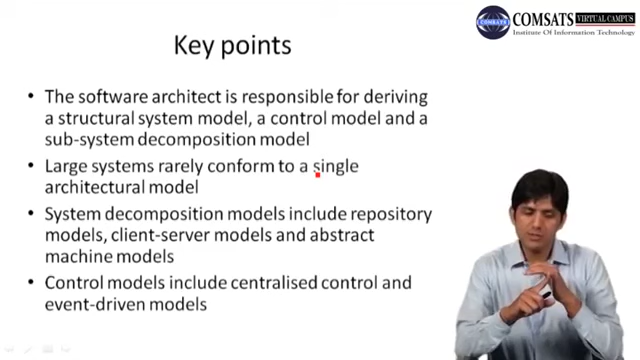 COMSATS VIRTUAL CAMPUS
Institute Of Information Technology
COMSATS
Key points
• The software architect is responsible for deriving
a structural system model, a control model and a
sub-system decomposition model
• Large systems rarely conform to a single
architectural model
• System decomposition models include repository
models, client-server models and abstract
machine models
• Control models include centralised control and
event-driven models